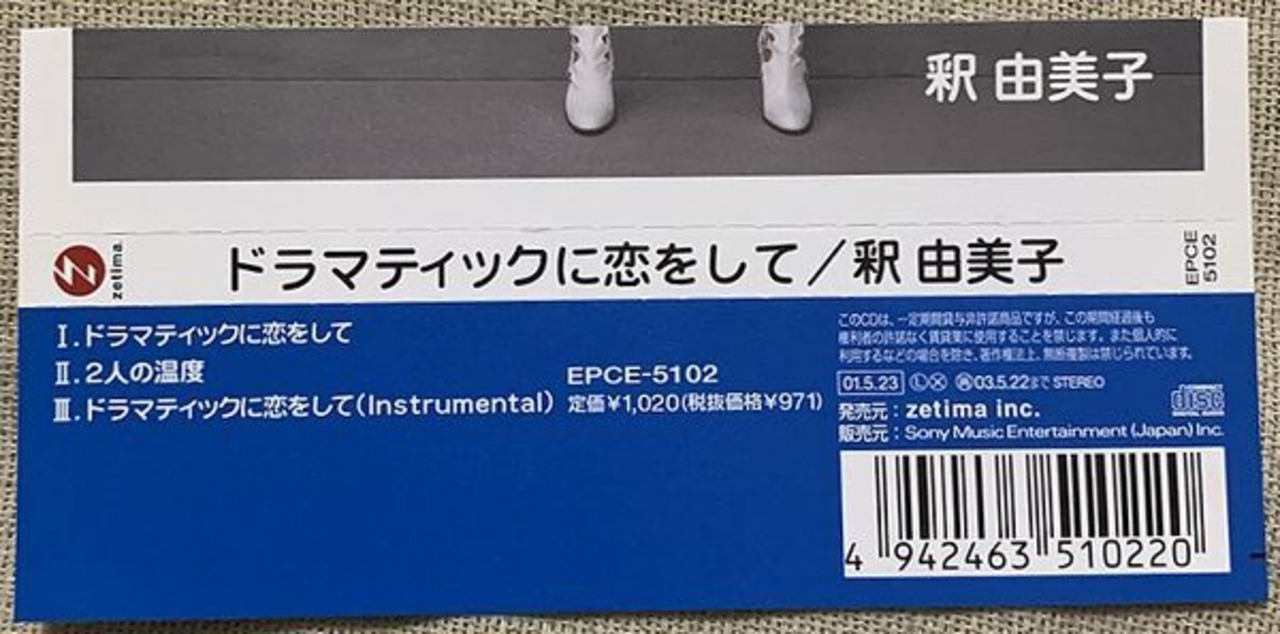 釈 由美子
zetima
ドラマティックに恋をして/釈 由美子
EPCE
5102
Ⅰ.ドラマティックに恋をして
Ⅱ.2人の温度
Ⅲ.ドラマティックに恋をして(Instrumental)
EPCE-5102
定価¥1,020(税抜価格¥971)
このCDは、一定期間貸与非許諾商品ですが、この期間経過後も
権利者の許諾なく賃貸業に使用することを禁じます。また個人的に
利用するなどの場合を除き、著作権法上、無断複製は禁じられています。
01.5.23 Ⓛ Ⓧ 03.5.22まで STEREO
発売元:zetima inc.
販売元:Sony Music Entertainment (Japan) Inc.
disc
DIGITAL AUDIO
4 942463 510220